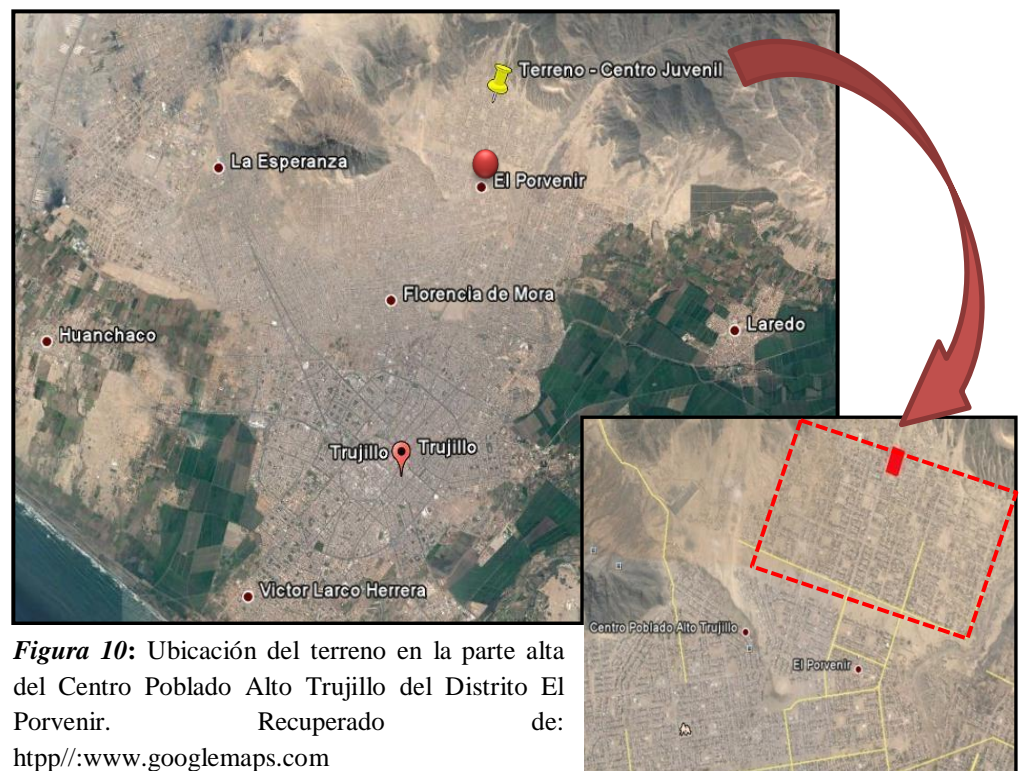 Terreno - Centro Juvenil
La Esperanza
El Porvenir
Florencia de Mora
Huanchaco
Laredo
Trujillo Trujillo
Victor Larco Herrera
Centro Poblado Alto Trujillo
El Porvenir
Figura 10: Ubicación del terreno en la parte alta
del Centro Poblado Alto Trujillo del Distrito El
Porvenir. Recuperado de:
htpp//:www.googlemaps.com